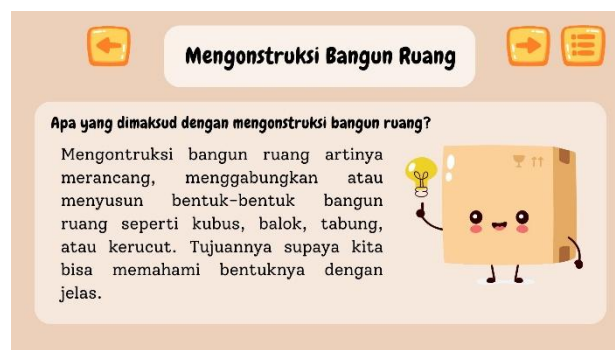 Mengonstruksi Bangun Ruang
Apa yang dimaksud dengan mengonstruksi bangun ruang?
Mengontruksi bangun ruang artinya
merancang, menggabungkan atau
menyusun bentuk-bentuk bangun
ruang seperti kubus, balok, tabung,
atau kerucut. Tujuannya supaya kita
bisa memahami bentuknya dengan
jelas.